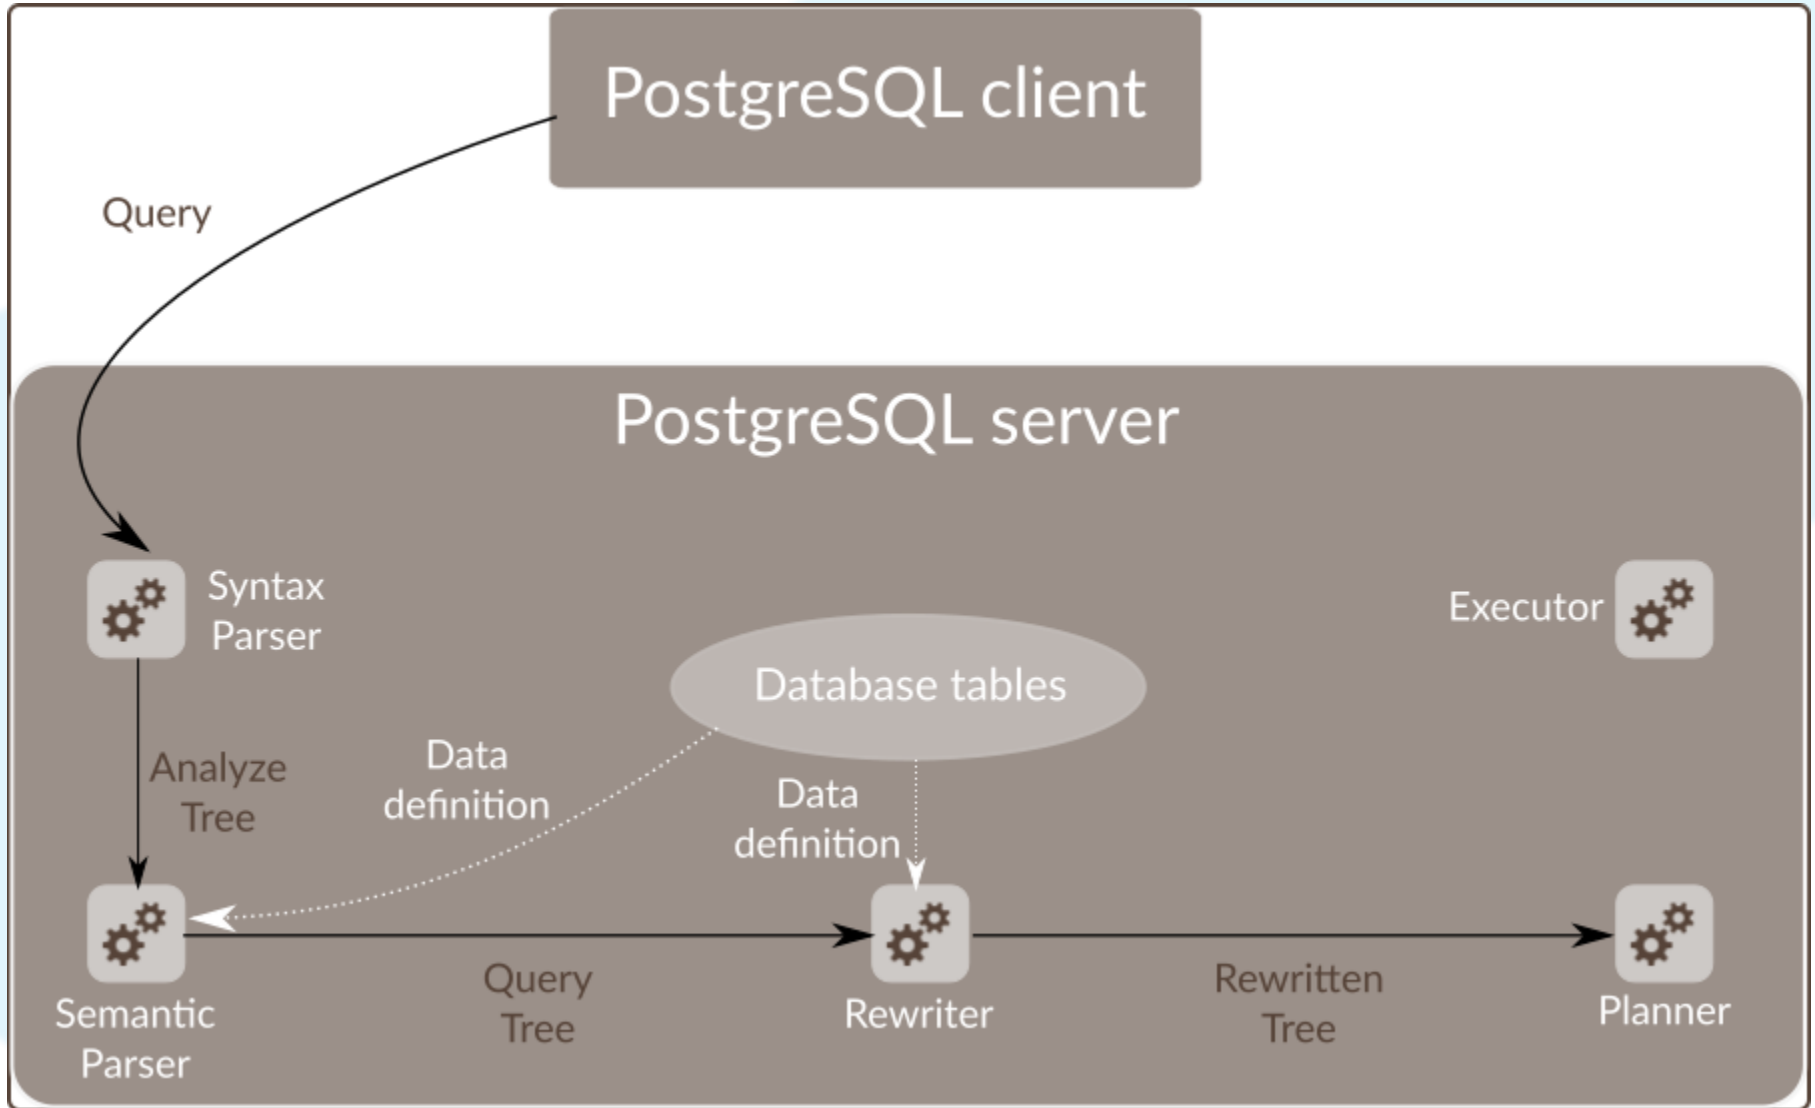 PostgreSQL client
Query
PostgreSQL server
Syntax
Parser
Executor
Database tables
Analyze
Tree
Data
definition
Data
definition
Semantic
Parser
Query
Tree
Rewriter
Rewritten
Tree
Planner